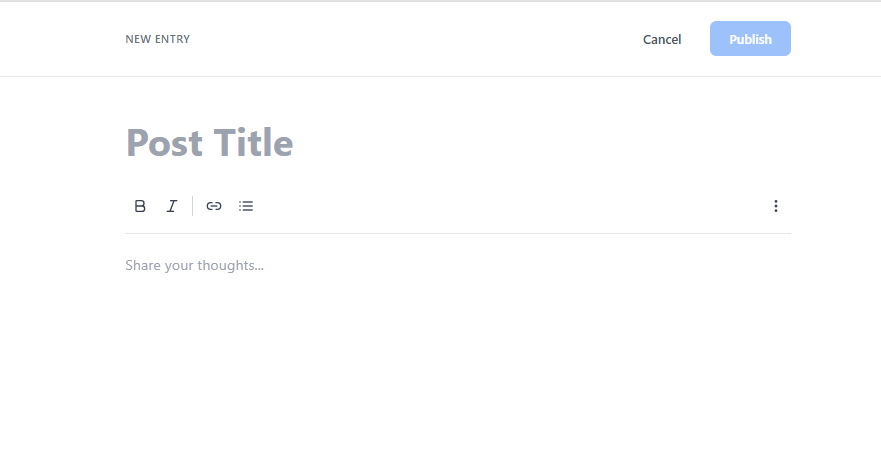 NEW ENTRY
Cancel
Publish
Post Title
Share your thoughts...